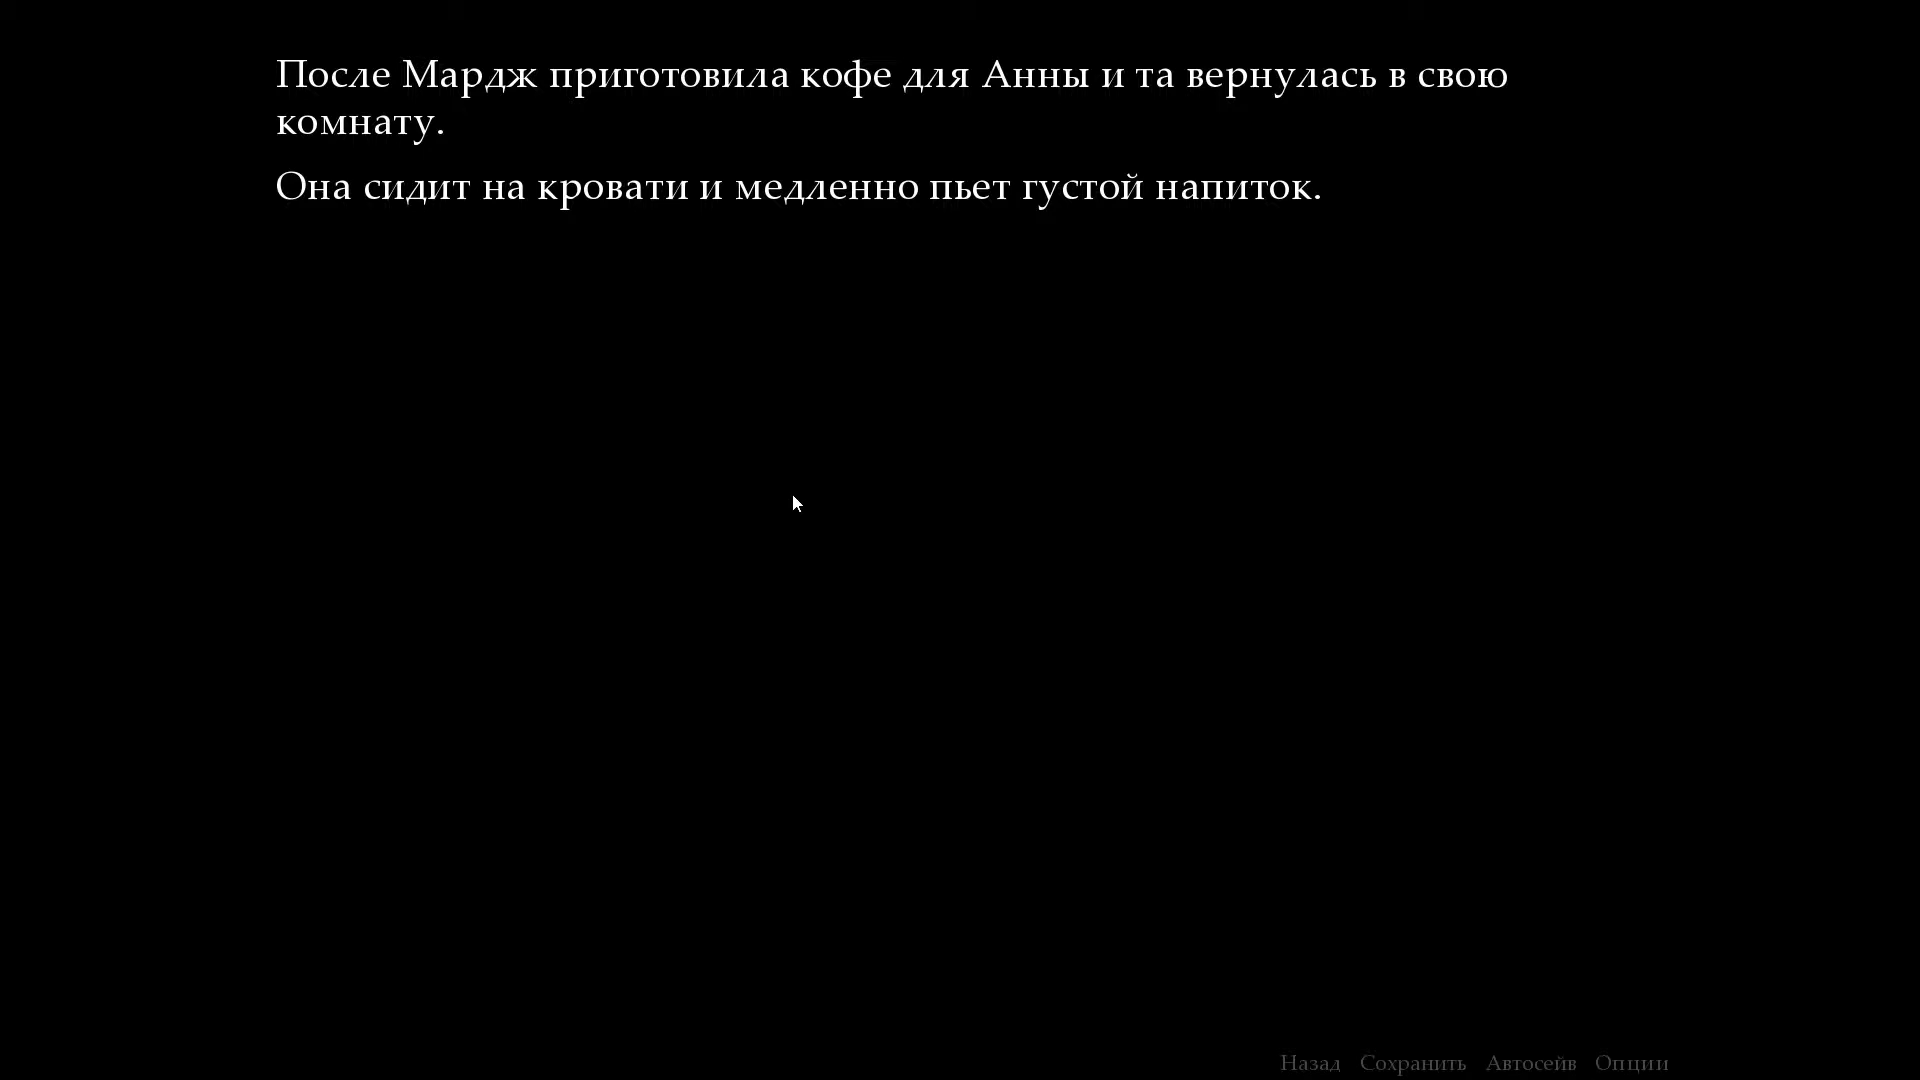 После Мардж приготовила кофе для Анны и та вернулась в свою
комнату.
Она сидит на кровати и медленно пьет густой напиток.
Назад Сохранить Автосейв Опции